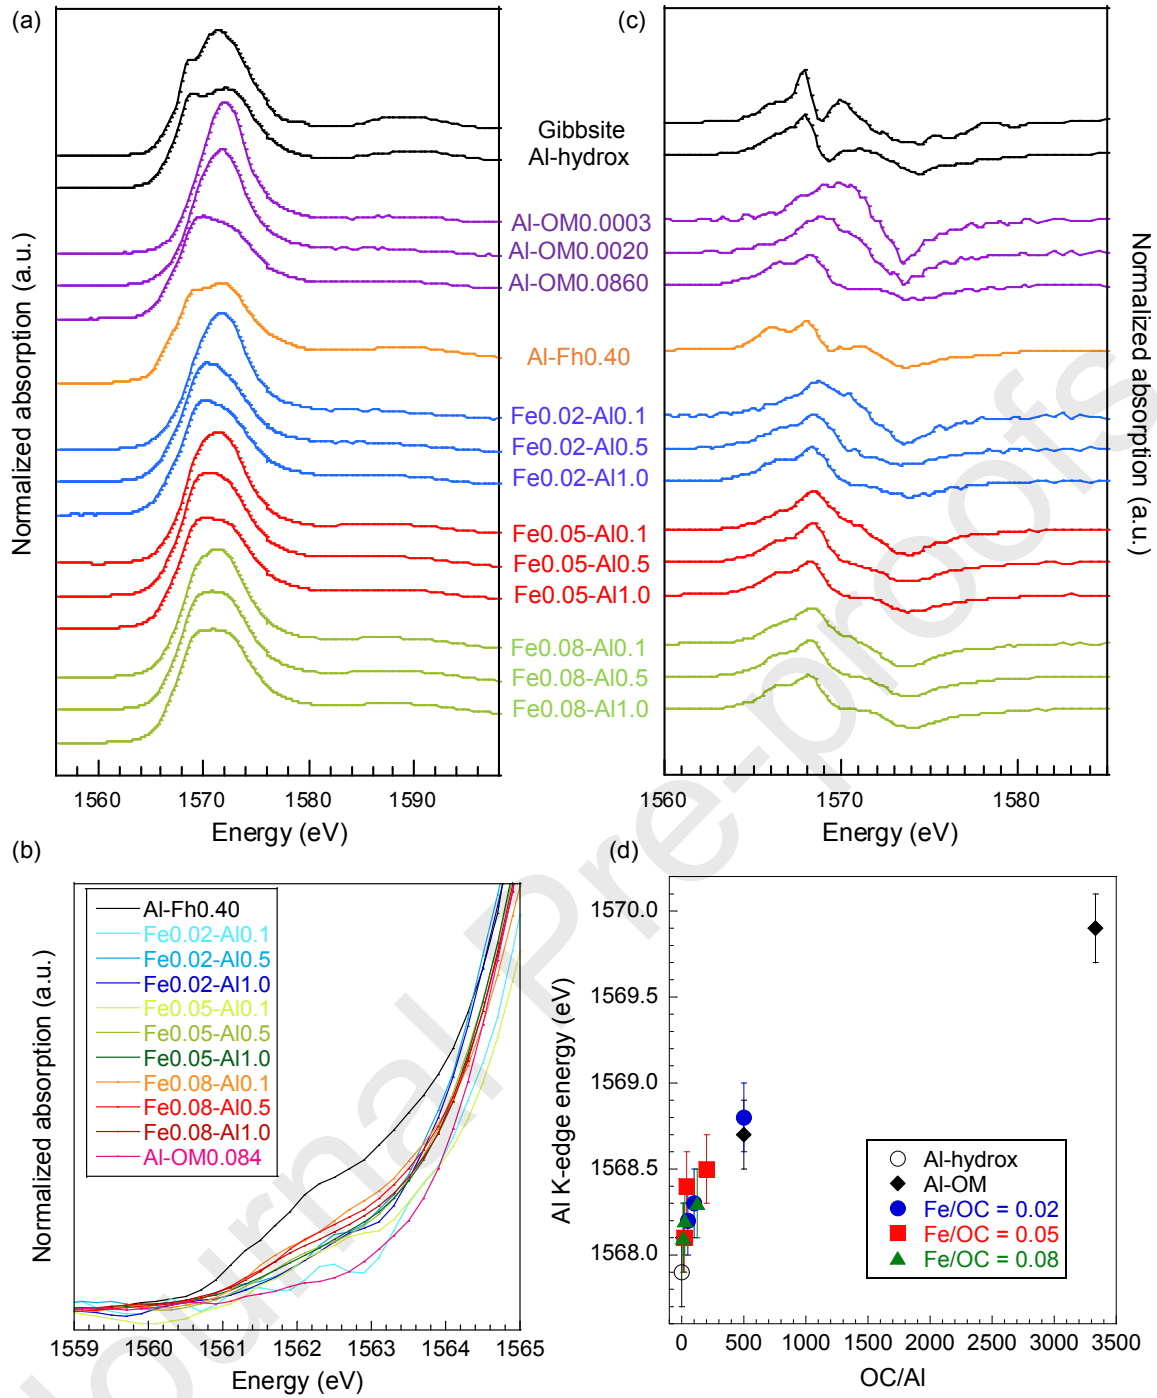 (a)
(c)
Gibbsite
Al-hydrox
Al-OM0.0003
Al-OM0.0020
Al-OM0.0860
Al-Fh0.40
Fe0.02-Al0.1
Fe0.02-Al0.5
Fe0.02-Al1.0
Fe0.05-Al0.1
Fe0.05-Al0.5
Fe0.05-Al1.0
Fe0.08-Al0.1
Fe0.08-Al0.5
Fe0.08-Al1.0
Normalized absorption (a.u.)
Normalized absorption (a.u.)
1560 1570 1580 1590
Energy (eV)
1560 1570 1580
Energy (eV)
(b)
Al-Fh0.40
Fe0.02-Al0.1
Fe0.02-Al0.5
Fe0.02-Al1.0
Fe0.05-Al0.1
Fe0.05-Al0.5
Fe0.05-Al1.0
Fe0.08-Al0.1
Fe0.08-Al0.5
Fe0.08-Al1.0
Al-OM0.084
Normalized absorption (a.u.)
1559 1560 1561 1562 1563 1564 1565
Energy (eV)
(d)
Al K-edge energy (eV)
1570.0
1569.5
1569.0
1568.5
1568.0
Al-hydrox
Al-OM
Fe/OC = 0.02
Fe/OC = 0.05
Fe/OC = 0.08
0 500 1000 1500 2000 2500 3000 3500
OC/Al
Journal Pre-proofs